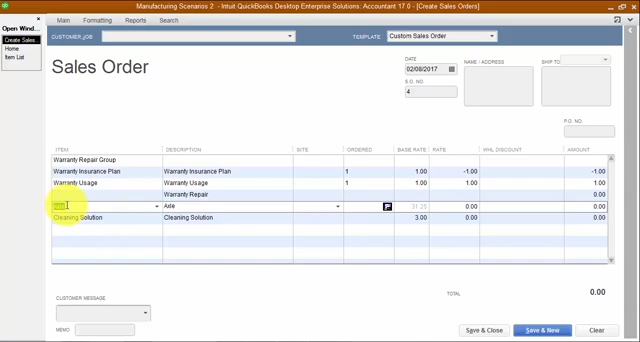 Manufacturing Scenarios 2 - Intuit QuickBooks Desktop Enterprise Solutions: Accountant 17.0 - [Create Sales Orders]
Main Formatting Reports Search
Open Wind...
Create Sales...
Home
Item List
CUSTOMER:JOB
TEMPLATE Custom Sales Order
Sales Order
DATE
02/08/2017
S.O. NO.
4
NAME / ADDRESS
SHIP TO
P.O. NO.
ITEM DESCRIPTION SITE ORDERED BASE RATE RATE WHL DISCOUNT AMOUNT
Warranty Repair Group
Warranty Insurance Plan Warranty Insurance Plan 1 1.00 -1.00 -1.00
Warranty Usage Warranty Usage 1 1.00 1.00 1.00
Warranty Repair 0.00
Axle 31.25 0.00 0.00
Cleaning Solution Cleaning Solution 3.00 0.00 0.00
TOTAL 0.00
CUSTOMER MESSAGE
MEMO
Save & Close Save & New Clear